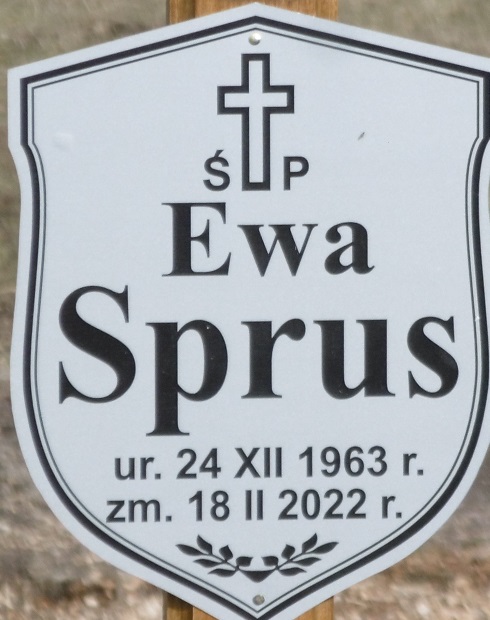 Ś P
Ewa
Sprus
ur. 24 XII 1963 r.
zm. 18 II 2022 r.